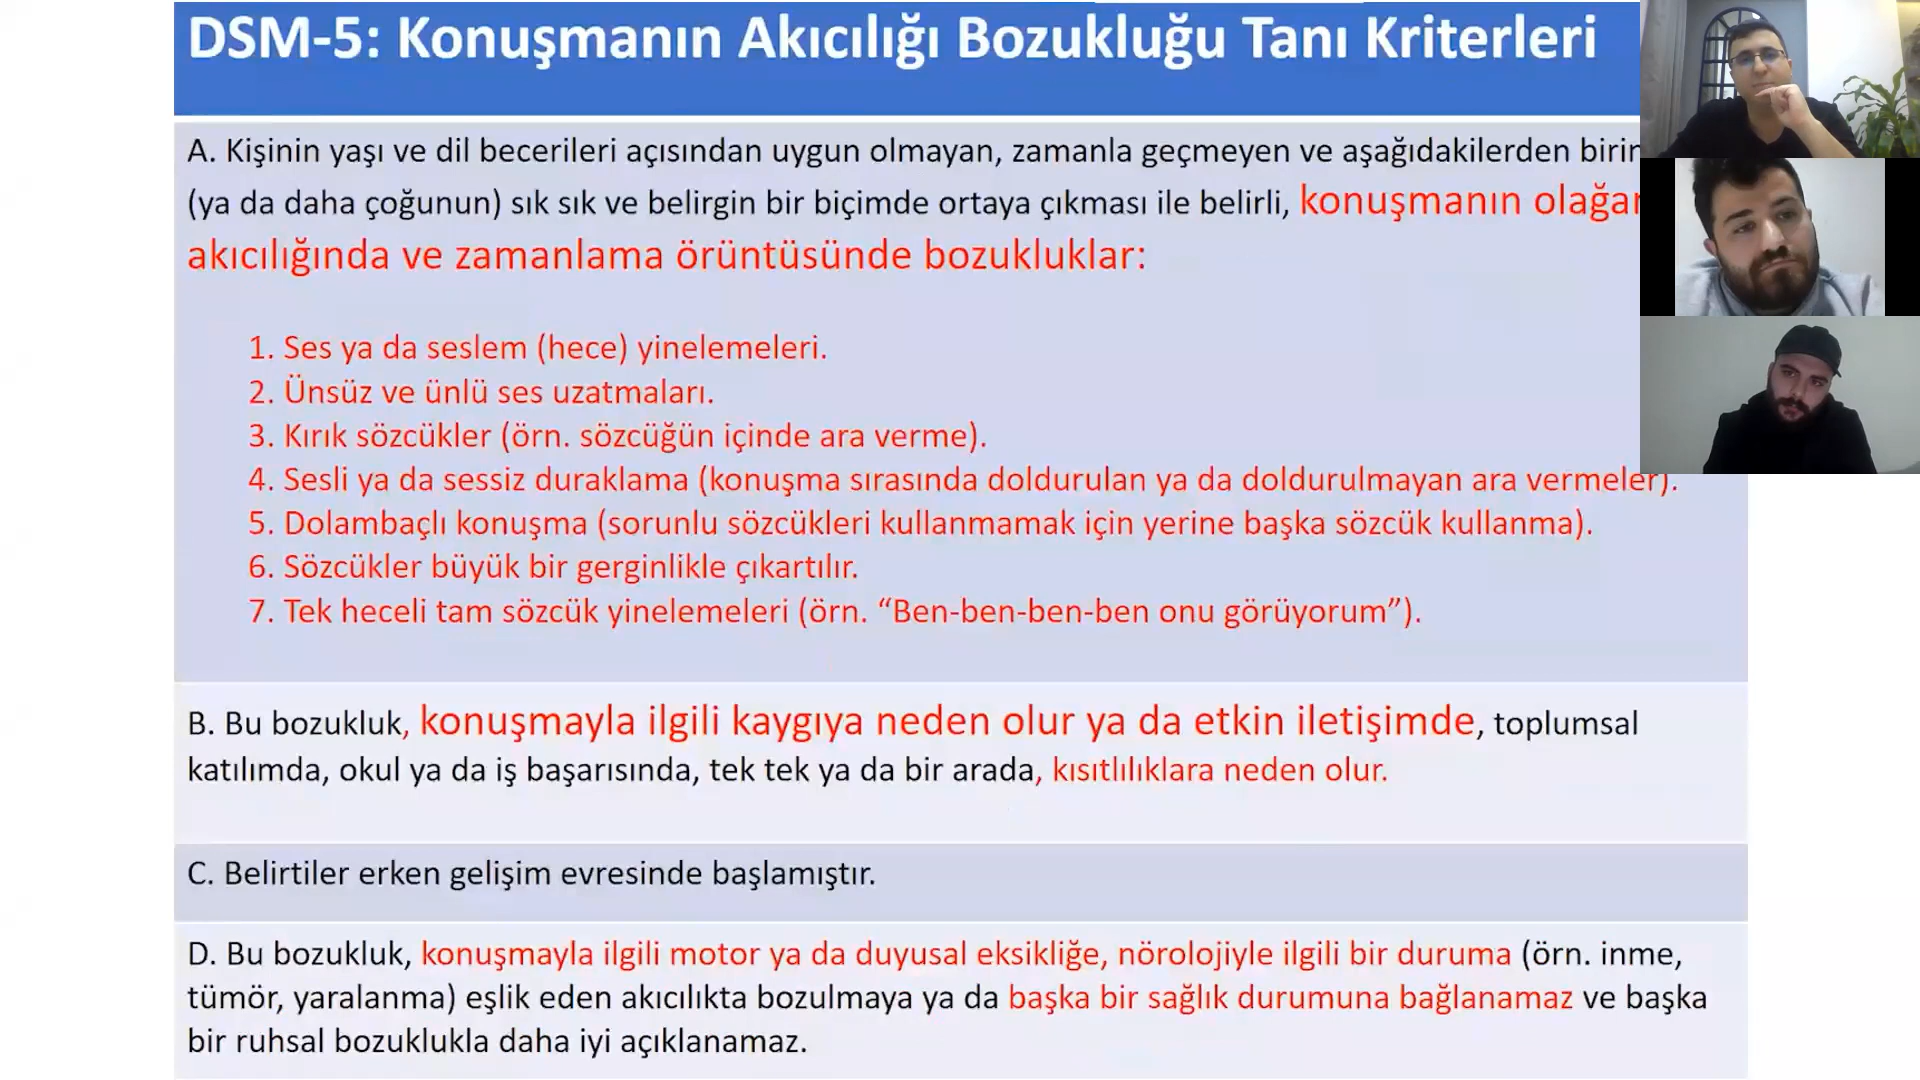 DSM-5: Konuşmanın Akıcılığı Bozukluğu Tanı Kriterleri
A. Kişinin yaşı ve dil becerileri açısından uygun olmayan, zamanla geçmeyen ve aşağıdakilerden
(ya da daha çoğunun) sık sık ve belirgin bir biçimde ortaya çıkması ile belirli, konuşmanın
akıcılığında ve zamanlama örüntüsünde bozukluklar:
1. Ses ya da seslem (hece) yinelemeleri.
2. Ünsüz ve ünlü ses uzatmaları.
3. Kırık sözcükler (örn. sözcüğün içinde ara verme).
4. Sesli ya da sessiz duraklama (konuşma sırasında doldurulan ya da doldurulmayan ara vermeler).
5. Dolambaçlı konuşma (sorunlu sözcükleri kullanmamak için yerine başka sözcük kullanma).
6. Sözcükler büyük bir gerginlikle çıkartılır.
7. Tek heceli tam sözcük yinelemeleri (örn. “Ben-ben-ben-ben onu görüyorum”).
B. Bu bozukluk, konuşmayla ilgili kaygıya neden olur ya da etkin iletişimde, toplumsal
katılımda, okul ya da iş başarısında, tek tek ya da bir arada, kısıtlılıklara neden olur.
C. Belirtiler erken gelişim evresinde başlamıştır.
D. Bu bozukluk, konuşmayla ilgili motor ya da duyusal eksikliğe, nörolojiyle ilgili bir duruma (örn. inme,
tümör, yaralanma) eşlik eden akıcılıkta bozulmaya ya da başka bir sağlık durumuna bağlanamaz ve başka
bir ruhsal bozuklukla daha iyi açıklanamaz.